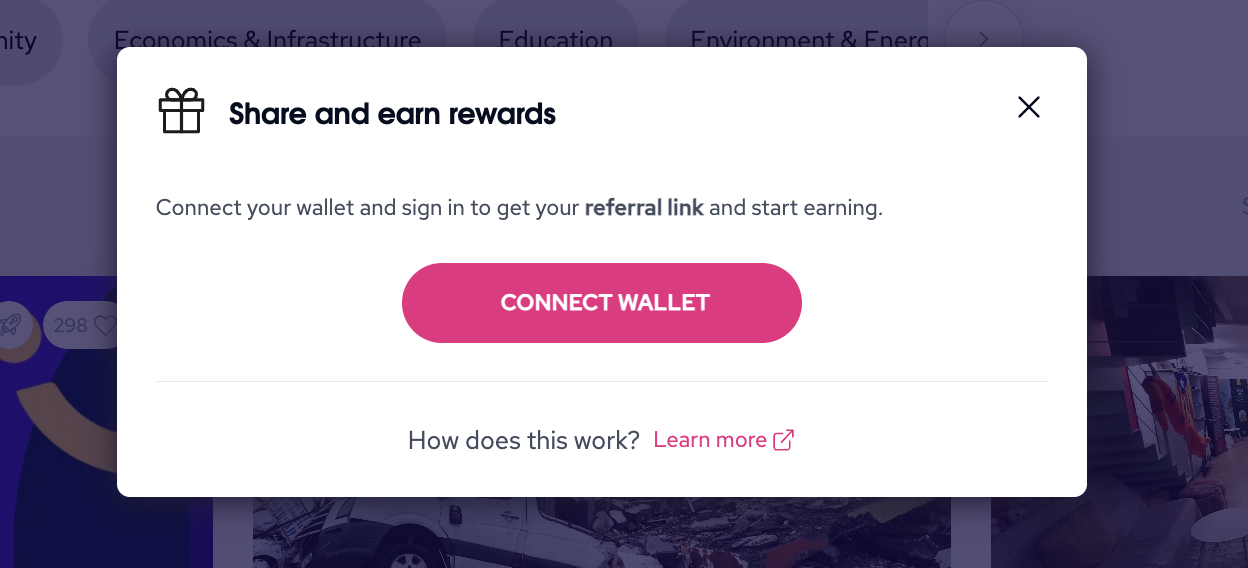 Economics & Infrastructure
Education
Environment & Energ
Share and earn rewards
Connect your wallet and sign in to get your referral link and start earning.
CONNECT WALLET
298
How does this work? Learn more